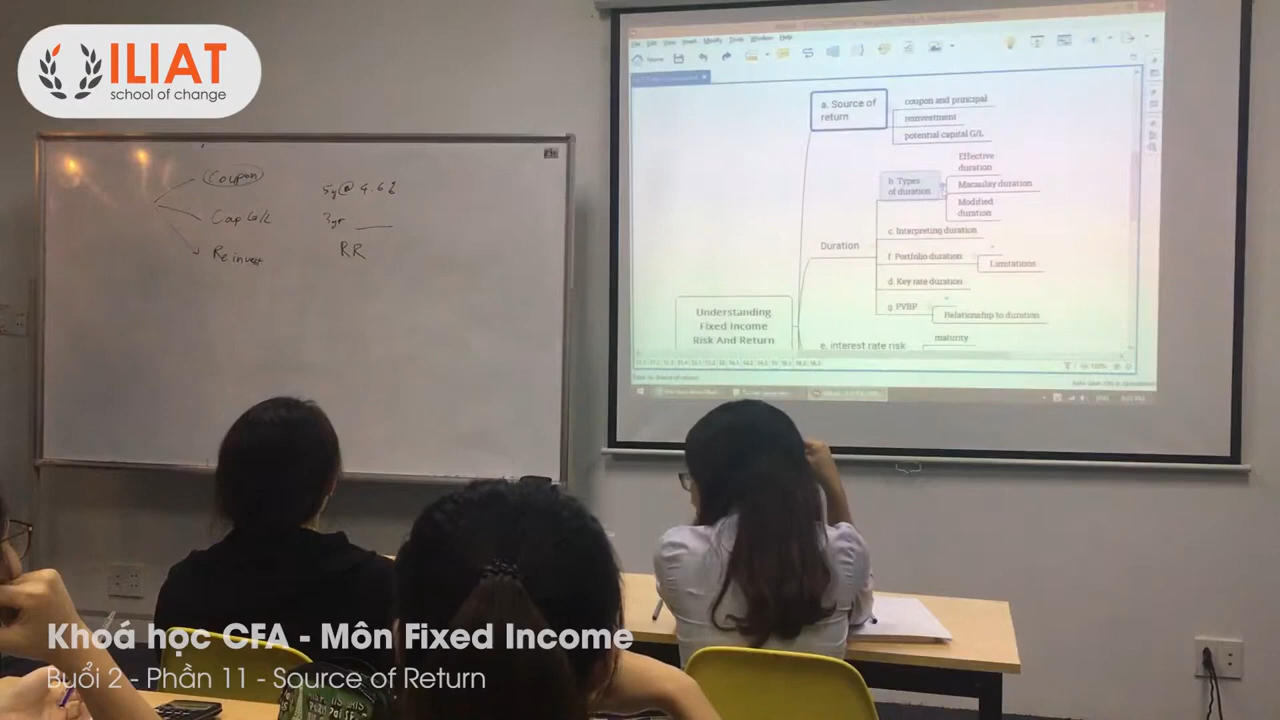 ILIAT
school of change
Coupon
5y@ 4.62
Cap G/L
3yr
Reinvest
RR
Home
a. Source of
return
coupon and principal
reinvestment
potential capital G/L
b Types
of duration
Effective
duration
Macaulay duration
Modified
duration
Duration
c. Interpreting duration
f. Portfolio duration
Limitations
d. Key rate duration
g. PVBP
Relationship to duration
Understanding
Fixed Income
Risk And Return
e. interest rate risk
maturity
Khoá học CFA - Môn Fixed Income
Buổi 2 - Phần 11 - Source of Return